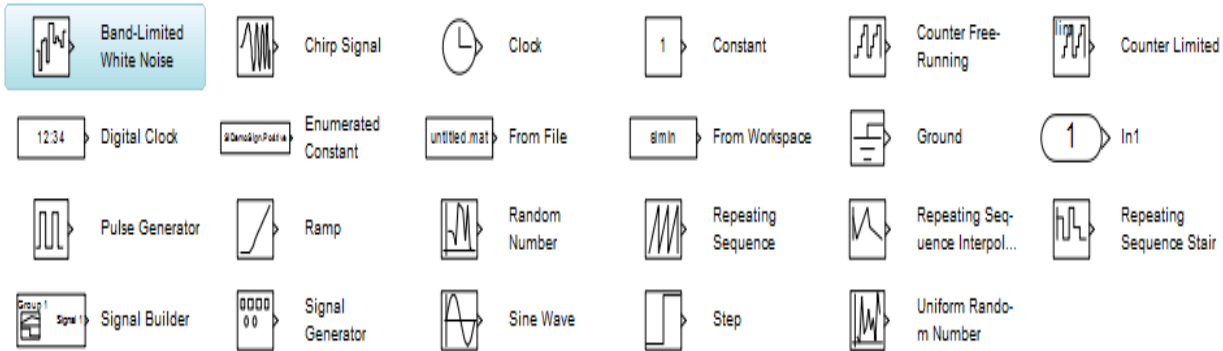 Band-Limited
White Noise
Chirp Signal
Clock
1
Constant
Counter Free-
Running
lim
Counter Limited
12:34
Digital Clock
SlDemoSign.Positive
Enumerated
Constant
untitled.mat
From File
simin
From Workspace
Ground
1
In1
Pulse Generator
Ramp
Random
Number
Repeating
Sequence
Repeating Seq-
uence Interpol...
Repeating
Sequence Stair
Group 1
Signal 1
Signal Builder
Signal
Generator
Sine Wave
Step
Uniform Rando-
m Number